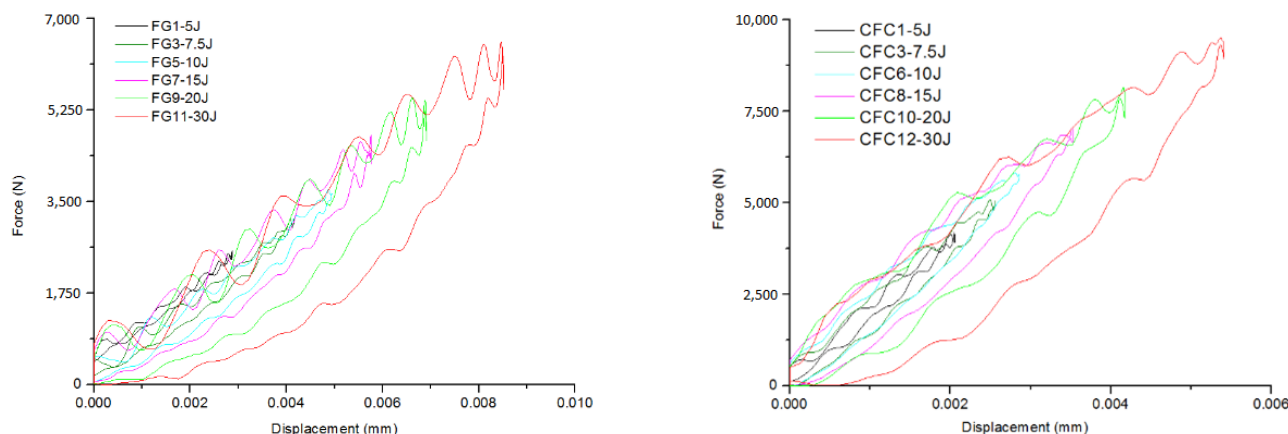 7,000
5,250
3,500
1,750
0
Force (N)
FG1-5J
FG3-7.5J
FG5-10J
FG7-15J
FG9-20J
FG11-30J
0.000 0.002 0.004 0.006 0.008 0.010
Displacement (mm)
10,000
7,500
5,000
2,500
0
Force (N)
CFC1-5J
CFC3-7.5J
CFC6-10J
CFC8-15J
CFC10-20J
CFC12-30J
0.000 0.002 0.004 0.006
Displacement (mm)